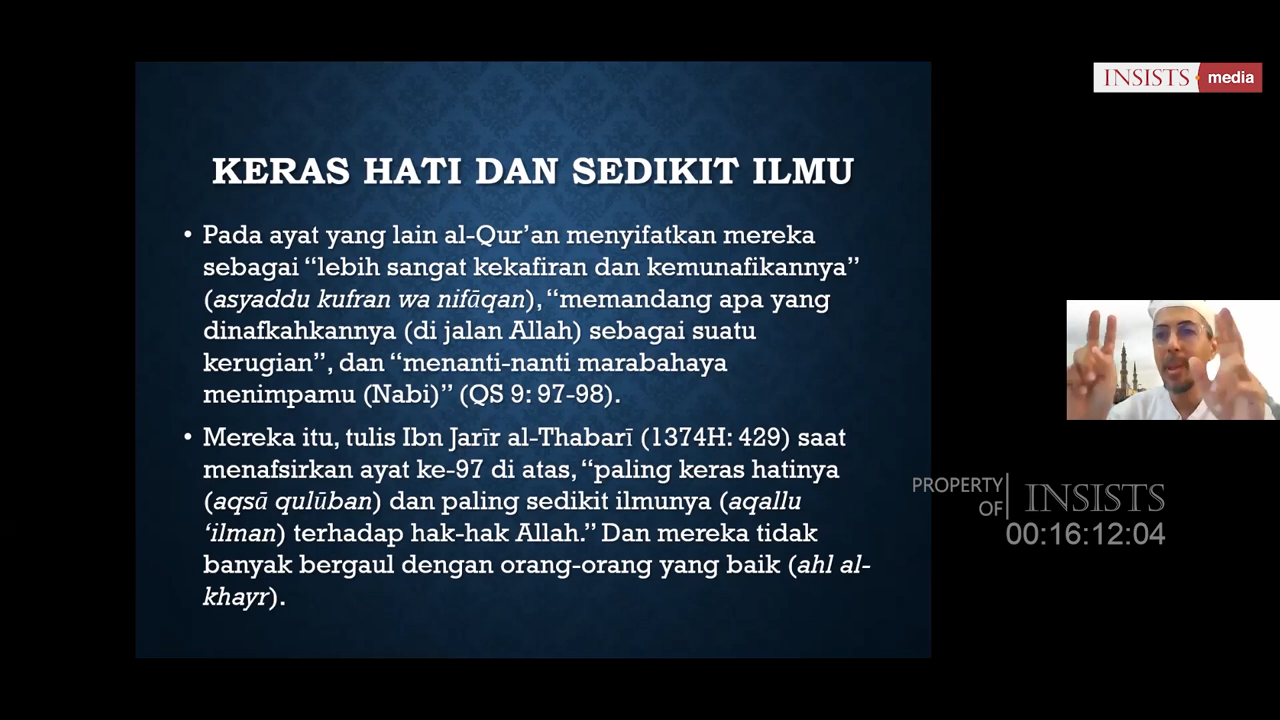 INSISTS media
KERAS HATI DAN SEDIKIT ILMU
• Pada ayat yang lain al-Qur’an menyifatkan mereka
sebagai “lebih sangat kekafiran dan kemunafikannya”
(asyaddu kufran wa nifāqan), “memandang apa yang
dinafkahkannya (di jalan Allah) sebagai suatu
kerugian”, dan “menanti-nanti marabahaya
menimpamu (Nabi)” (QS 9: 97-98).
• Mereka itu, tulis Ibn Jarīr al-Thabarī (1374H: 429) saat
menafsirkan ayat ke-97 di atas, “paling keras hatinya
(aqsā qulūban) dan paling sedikit ilmunya (aqallu
‘ilman) terhadap hak-hak Allah.” Dan mereka tidak
banyak bergaul dengan orang-orang yang baik (ahl al-
khayr).
PROPERTY
OF
INSISTS
00:16:12:04